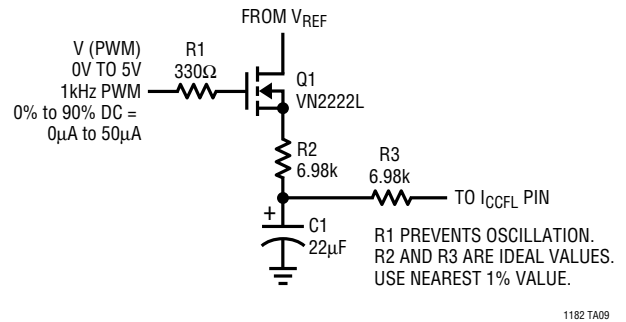 FROM VREF
V (PWM)
0V TO 5V
1kHz PWM
0% to 90% DC =
0µA to 50µA
R1
330Ω
Q1
VN2222L
R2
6.98k
R3
6.98k
TO ICCFL PIN
+
C1
22µF
R1 PREVENTS OSCILLATION.
R2 AND R3 ARE IDEAL VALUES.
USE NEAREST 1% VALUE.
1182 TA09